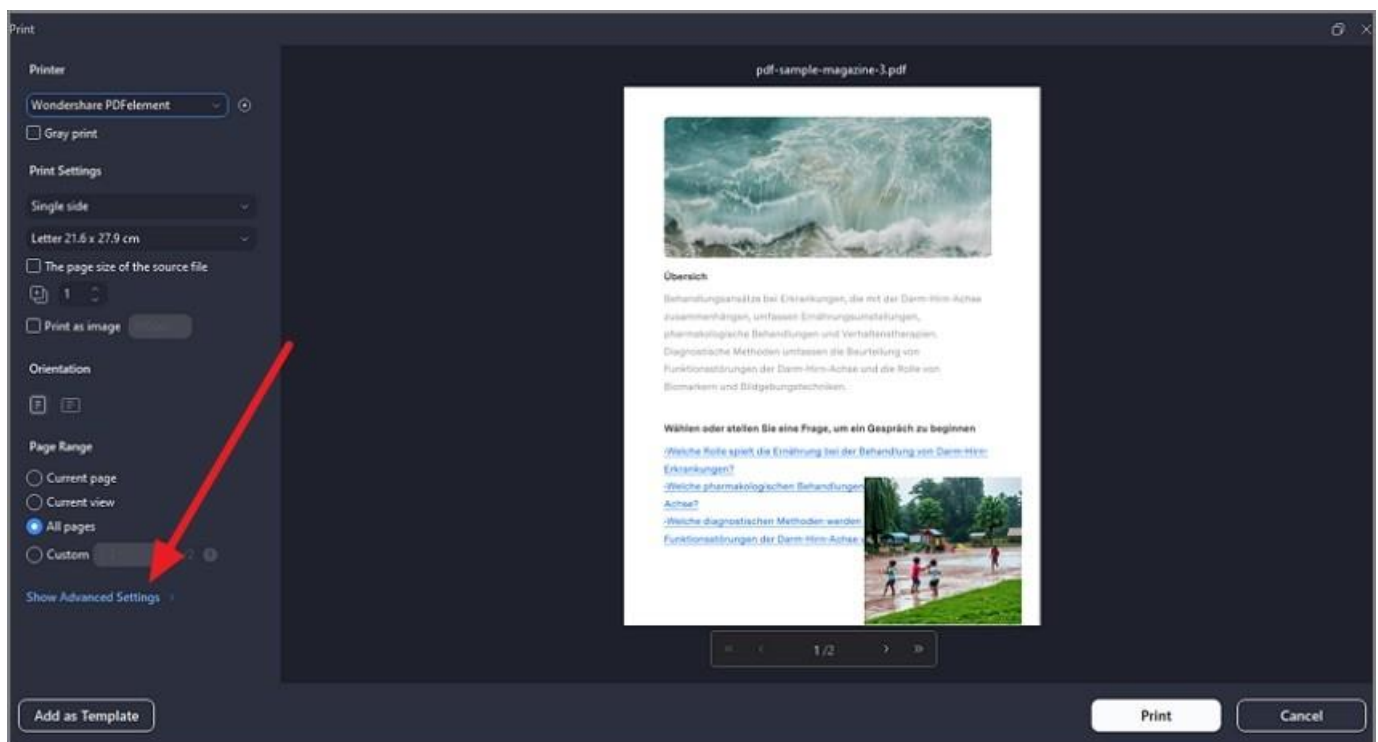 Print
Printer
Wondershare PDFelement
Gray print
Print Settings
Single side
Letter 21.6 x 27.9 cm
The page size of the source file
1
Print as image
Orientation
Page Range
Current page
Current view
All pages
Custom
/2
Show Advanced Settings
Add as Template
pdf-sample-magazine-3.pdf
Übersich
Behandlungsansätze bei Erkrankungen, die mit der Darm-Hirn-Achse
zusammenhängen, umfassen Ernährungsumstellungen,
pharmakologische Behandlungen und Verhaltenstherapien.
Diagnostische Methoden umfassen die Beurteilung von
Funktionsstörungen der Darm-Hirn-Achse und die Rolle von
Biomarkern und Bildgebungstechniken.
Wählen oder stellen Sie eine Frage, um ein Gespräch zu beginnen
-Welche Rolle spielt die Ernährung bei der Behandlung von Darm-Hirn-
Erkrankungen?
-Welche pharmakologischen Behandlungen
Achse?
-Welche diagnostischen Methoden werden
Funktionsstörungen der Darm-Hirn-Achse
1 /2
Print
Cancel